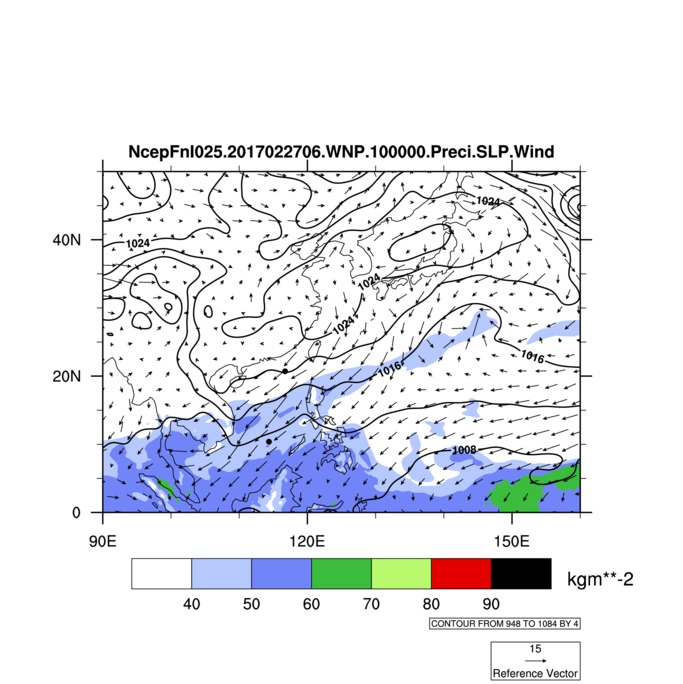 NcepFnl025.2017022706.WNP.100000.Preci.SLP.Wind
1024
40N
1024
1024
1024
1016
20N
1016
1008
0
90E 120E 150E
kgm**-2
40 50 60 70 80 90
CONTOUR FROM 948 TO 1084 BY 4
15
Reference Vector